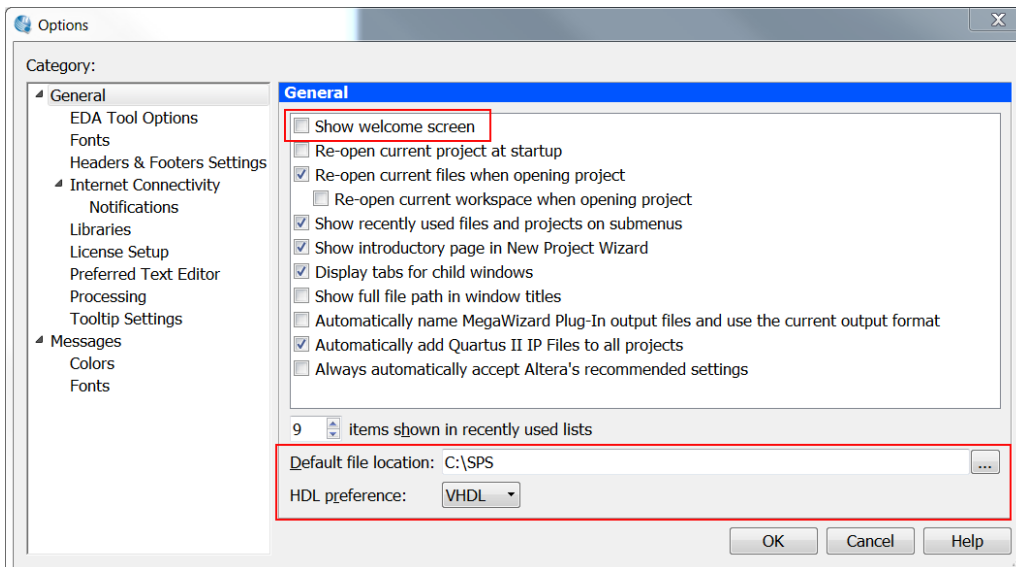 Options
Category:
General
EDA Tool Options
Fonts
Headers & Footers Settings
Internet Connectivity
Notifications
Libraries
License Setup
Preferred Text Editor
Processing
Tooltip Settings
Messages
Colors
Fonts
General
Show welcome screen
Re-open current project at startup
Re-open current files when opening project
Re-open current workspace when opening project
Show recently used files and projects on submenus
Show introductory page in New Project Wizard
Display tabs for child windows
Show full file path in window titles
Automatically name MegaWizard Plug-In output files and use the current output format
Automatically add Quartus II IP Files to all projects
Always automatically accept Altera's recommended settings
9 items shown in recently used lists
Default file location: C:\SPS ...
HDL preference: VHDL
OK Cancel Help